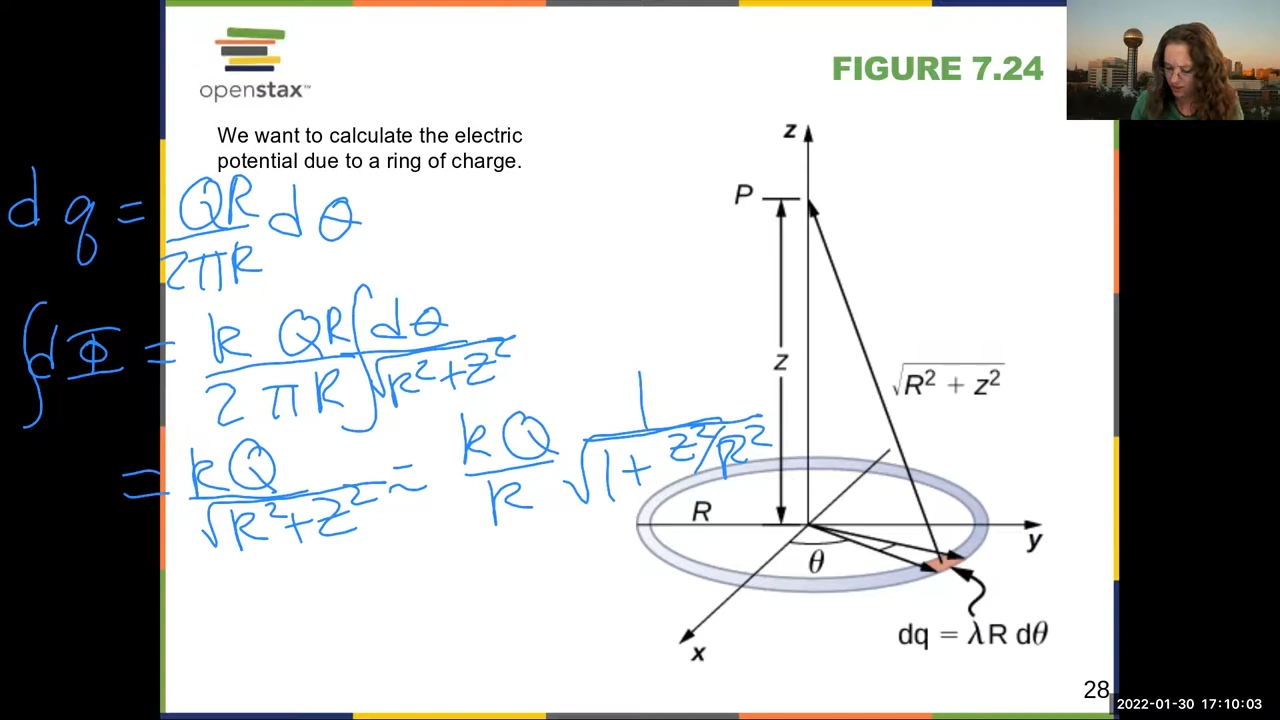 openstax™
FIGURE 7.24
We want to calculate the electric
potential due to a ring of charge.
dq = QR/2πR dθ
∫dΦ = k QR/2πR ∫ dθ/√R²+z²
= kQ/√R²+z² ≈ kQ/R 1/√1+z²/R²
z
P
z
√R² + z²
R
y
θ
x
dq = λR dθ
28
2022-01-30 17:10:03